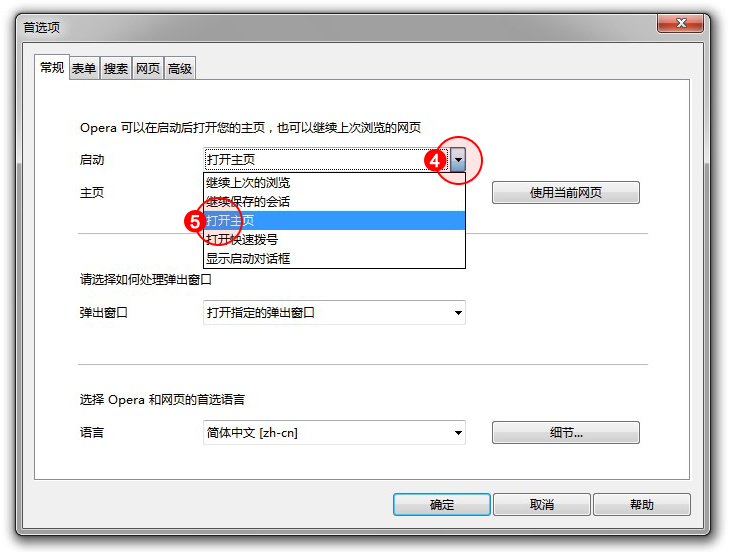 首选项
常规 表单 搜索 网页 高级
Opera 可以在启动后打开您的主页，也可以继续上次浏览的网页
启动 打开主页 4
主页 继续上次的浏览 使用当前网页
继续保存的会话
5 打开主页
打开快速拨号
显示启动对话框
请选择如何处理弹出窗口
弹出窗口 打开指定的弹出窗口
选择 Opera 和网页的首选语言
语言 简体中文 [zh-cn] 细节...
确定 取消 帮助